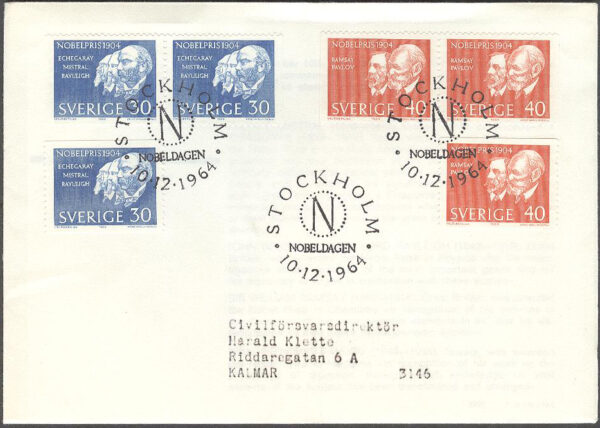 NOBELPRIS 1904
ECHEGARAY
MISTRAL
RAYLEIGH
SVERIGE 30
NOBELPRIS 1904
ECHEGARAY
MISTRAL
RAYLEIGH
SVERIGE 30
NOBELPRIS 1904
RAMSAY
PAVLOV
SVERIGE 40
NOBELPRIS 1904
RAMSAY
PAVLOV
SVERIGE 40
STOCKHOLM
N
NOBELDAGEN
10·12·1964
STOCKHOLM
N
NOBELDAGEN
10·12·1964
NOBELPRIS 1904
ECHEGARAY
MISTRAL
RAYLEIGH
SVERIGE 30
NOBELPRIS 1904
RAMSAY
PAVLOV
SVERIGE 40
STOCKHOLM
N
NOBELDAGEN
10·12·1964
Civilförsvarsdirektör
Harald Klette
Riddaregatan 6 A
KALMAR 3146